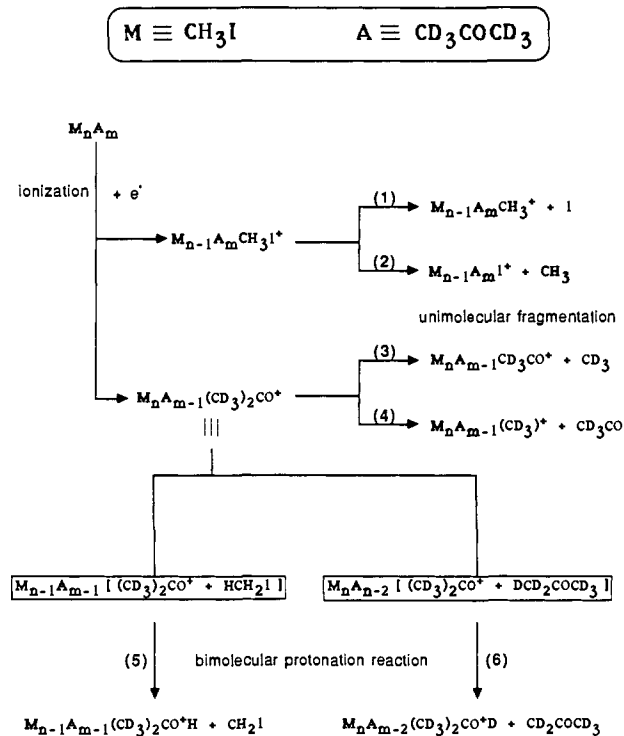 M ≡ CH₃I A ≡ CD₃COCD₃
MₙAₘ
ionization + e⁻
(1) Mₙ₋₁AₘCH₃⁺ + I
Mₙ₋₁AₘCH₃I⁺
(2) Mₙ₋₁AₘI⁺ + CH₃
unimolecular fragmentation
(3) MₙAₘ₋₁CD₃CO⁺ + CD₃
MₙAₘ₋₁(CD₃)₂CO⁺
(4) MₙAₘ₋₁(CD₃)⁺ + CD₃CO
Mₙ₋₁Aₘ₋₁ [ (CD₃)₂CO⁺ + HCH₂I ] MₙAₙ₋₂ [ (CD₃)₂CO⁺ + DCD₂COCD₃ ]
(5) bimolecular protonation reaction (6)
Mₙ₋₁Aₘ₋₁(CD₃)₂CO⁺H + CH₂I MₙAₘ₋₂(CD₃)₂CO⁺D + CD₂COCD₃